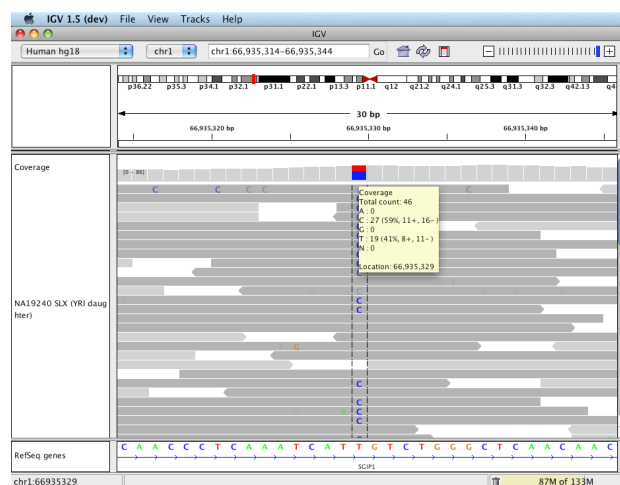 IGV 1.5 (dev) File View Tracks Help
IGV
Human hg18 chr1 chr1:66,935,314-66,935,344 Go
p36.22 p35.3 p34.1 p32.1 p31.1 p22.1 p13.3 p11.1 q12 q21.2 q24.1 q25.3 q31.3 q32.3 q42.13 q4
30 bp
66,935,320 bp 66,935,330 bp 66,935,340 bp
Coverage
[0 - 86]
C C C C C
Coverage
Total count: 46
A : 0
C : 27 (59%, 11+, 16-)
G : 0
T : 19 (41%, 8+, 11-)
N : 0
Location: 66,935,329
C
C
NA19240 SLX (YRI daug
hter)
T G
C
C
A C
C
RefSeq genes
C A A C C C T C A A A T C A T T G T C T G G G C T C A A C A A C
SGIP1
chr1:66935329 87M of 133M